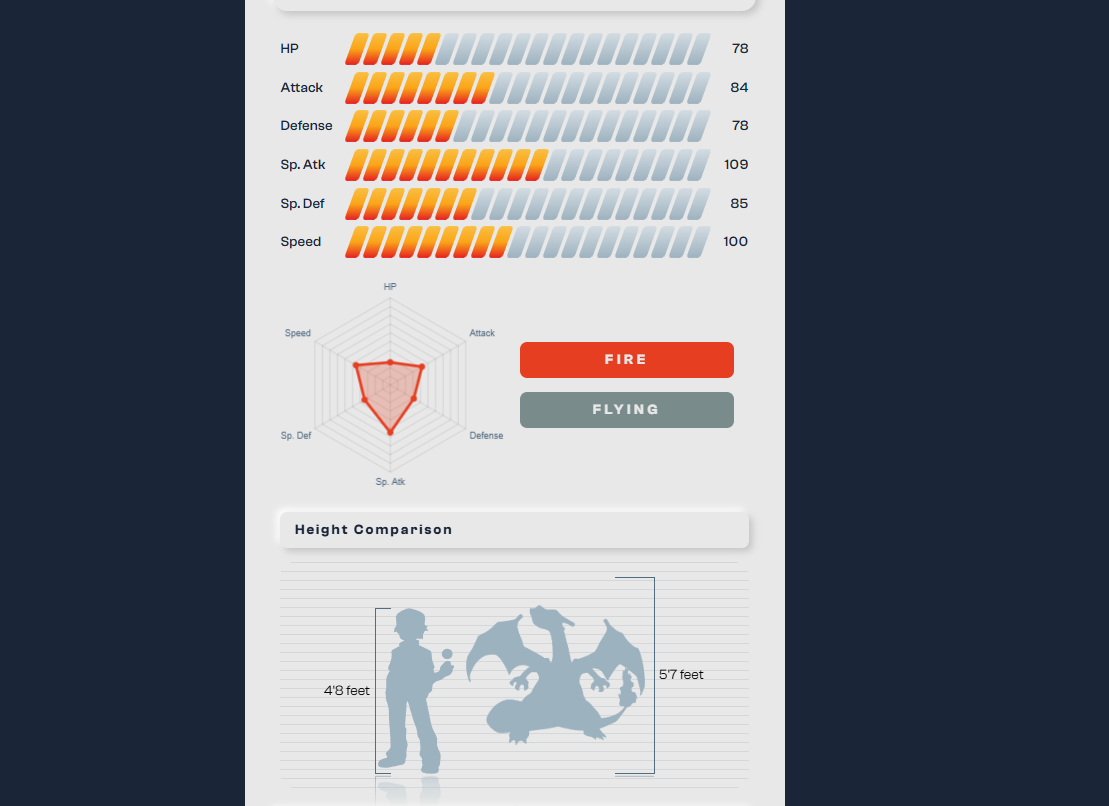 HP 78
Attack 84
Defense 78
Sp. Atk 109
Sp. Def 85
Speed 100
HP
Speed
Attack
Sp. Def
Defense
Sp. Atk
FIRE
FLYING
Height Comparison
4'8 feet
5'7 feet